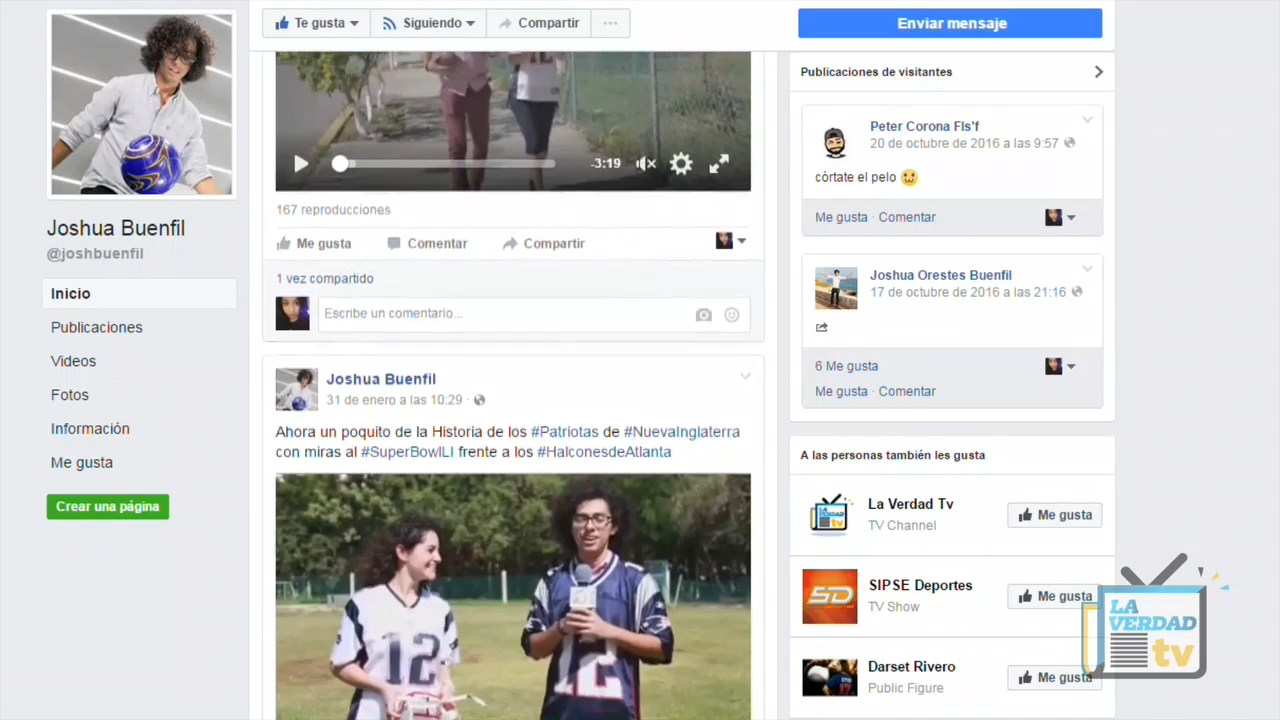 Te gusta
Siguiendo
Compartir
Enviar mensaje
Joshua Buenfil
@joshbuenfil
Inicio
Publicaciones
Videos
Fotos
Información
Me gusta
Crear una página
-3:19
167 reproducciones
Me gusta
Comentar
Compartir
1 vez compartido
Escribe un comentario...
Joshua Buenfil
31 de enero a las 10:29 ·
Ahora un poquito de la Historia de los #Patriotas de #NuevaInglaterra
con miras al #SuperBowlLI frente a los #HalconesdeAtlanta
12
12
Publicaciones de visitantes
Peter Corona Fls'f
20 de octubre de 2016 a las 9:57
córtate el pelo
Me gusta · Comentar
Joshua Orestes Buenfil
17 de octubre de 2016 a las 21:16
6 Me gusta
Me gusta · Comentar
A las personas también les gusta
LA
VERDAD
tv
La Verdad Tv
TV Channel
Me gusta
SD
SIPSE Deportes
TV Show
Me gusta
Darset Rivero
Public Figure
Me gusta
LA
VERDAD
tv